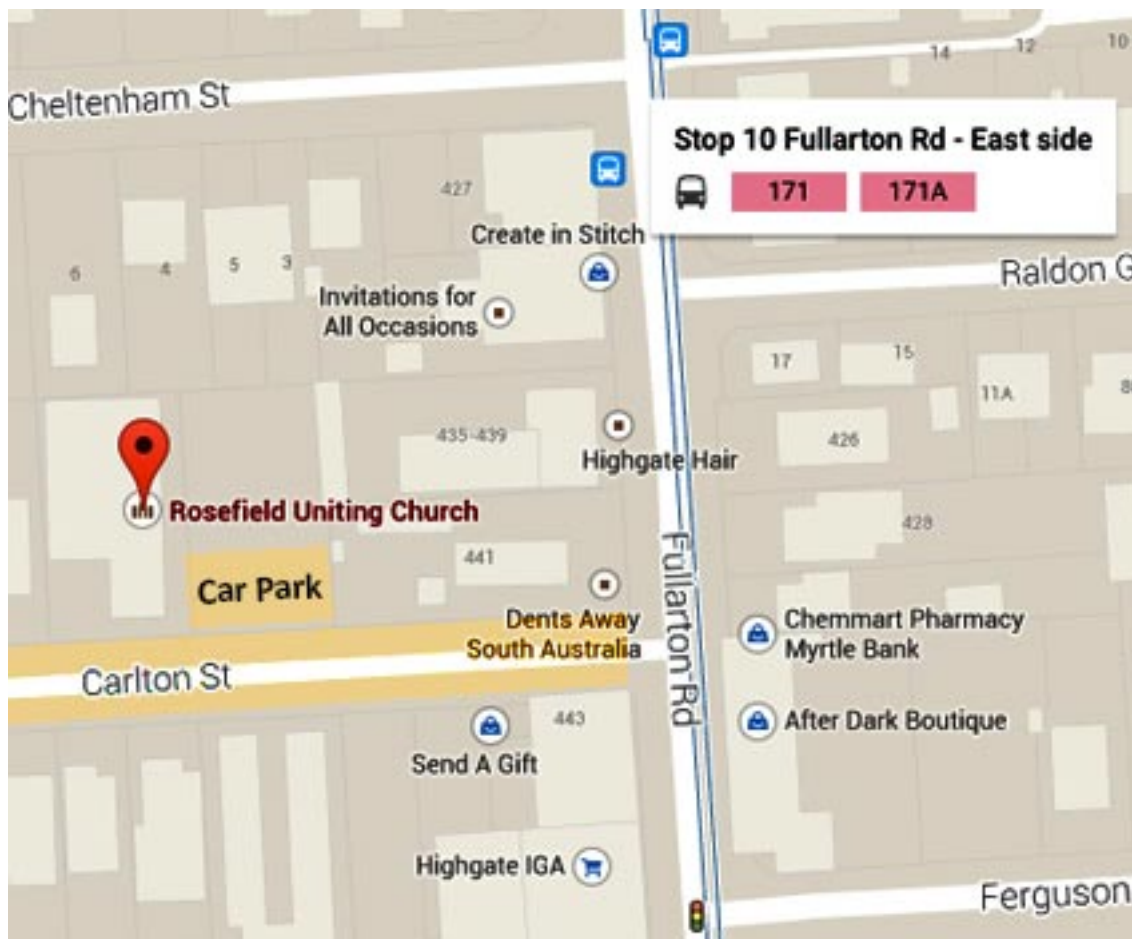 14
12
10
Cheltenham St
Stop 10 Fullarton Rd - East side
171
171A
427
Create in Stitch
6
4
5
3
Raldon G
Invitations for
All Occasions
17
15
11A
8
435-439
426
Highgate Hair
Rosefield Uniting Church
428
441
Car Park
Fullarton Rd
Dents Away
South Australia
Chemmart Pharmacy
Myrtle Bank
Carlton St
443
After Dark Boutique
Send A Gift
Highgate IGA
Ferguson